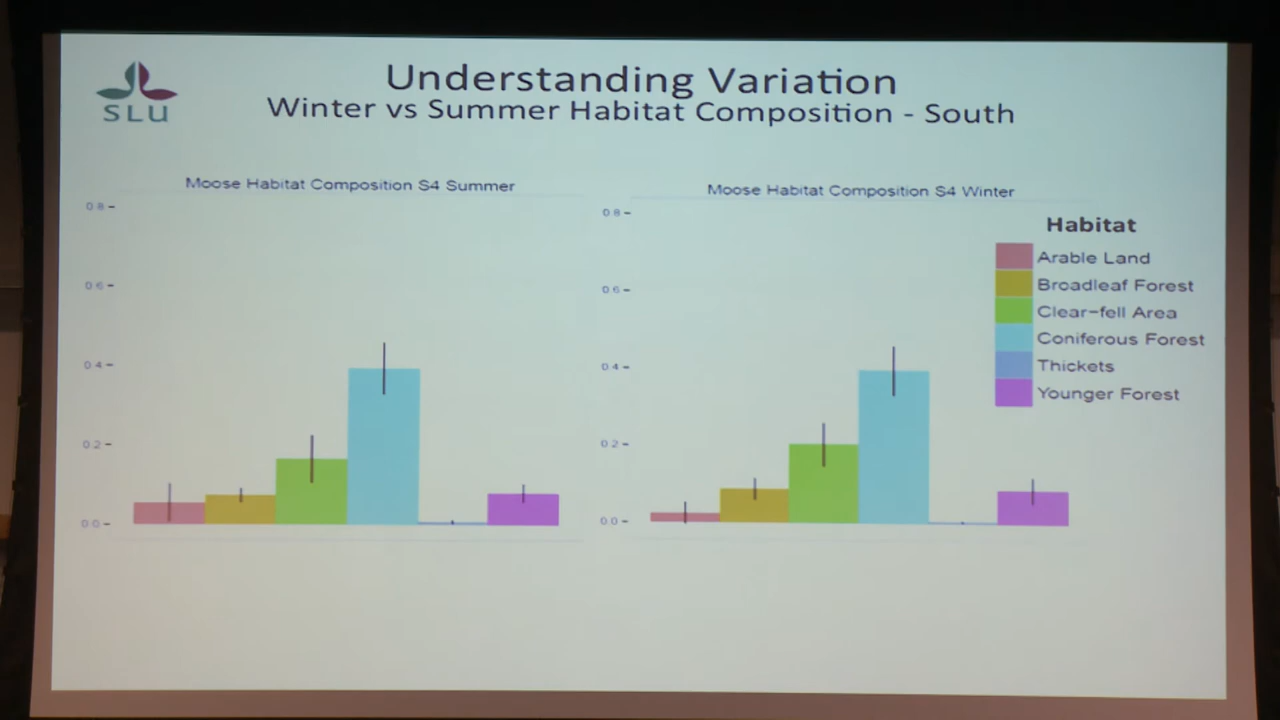 SLU
Understanding Variation
Winter vs Summer Habitat Composition - South
Moose Habitat Composition S4 Summer
0.8
0.6
0.4
0.2
0.0
Moose Habitat Composition S4 Winter
0.8
0.6
0.4
0.2
0.0
Habitat
Arable Land
Broadleaf Forest
Clear-fell Area
Coniferous Forest
Thickets
Younger Forest